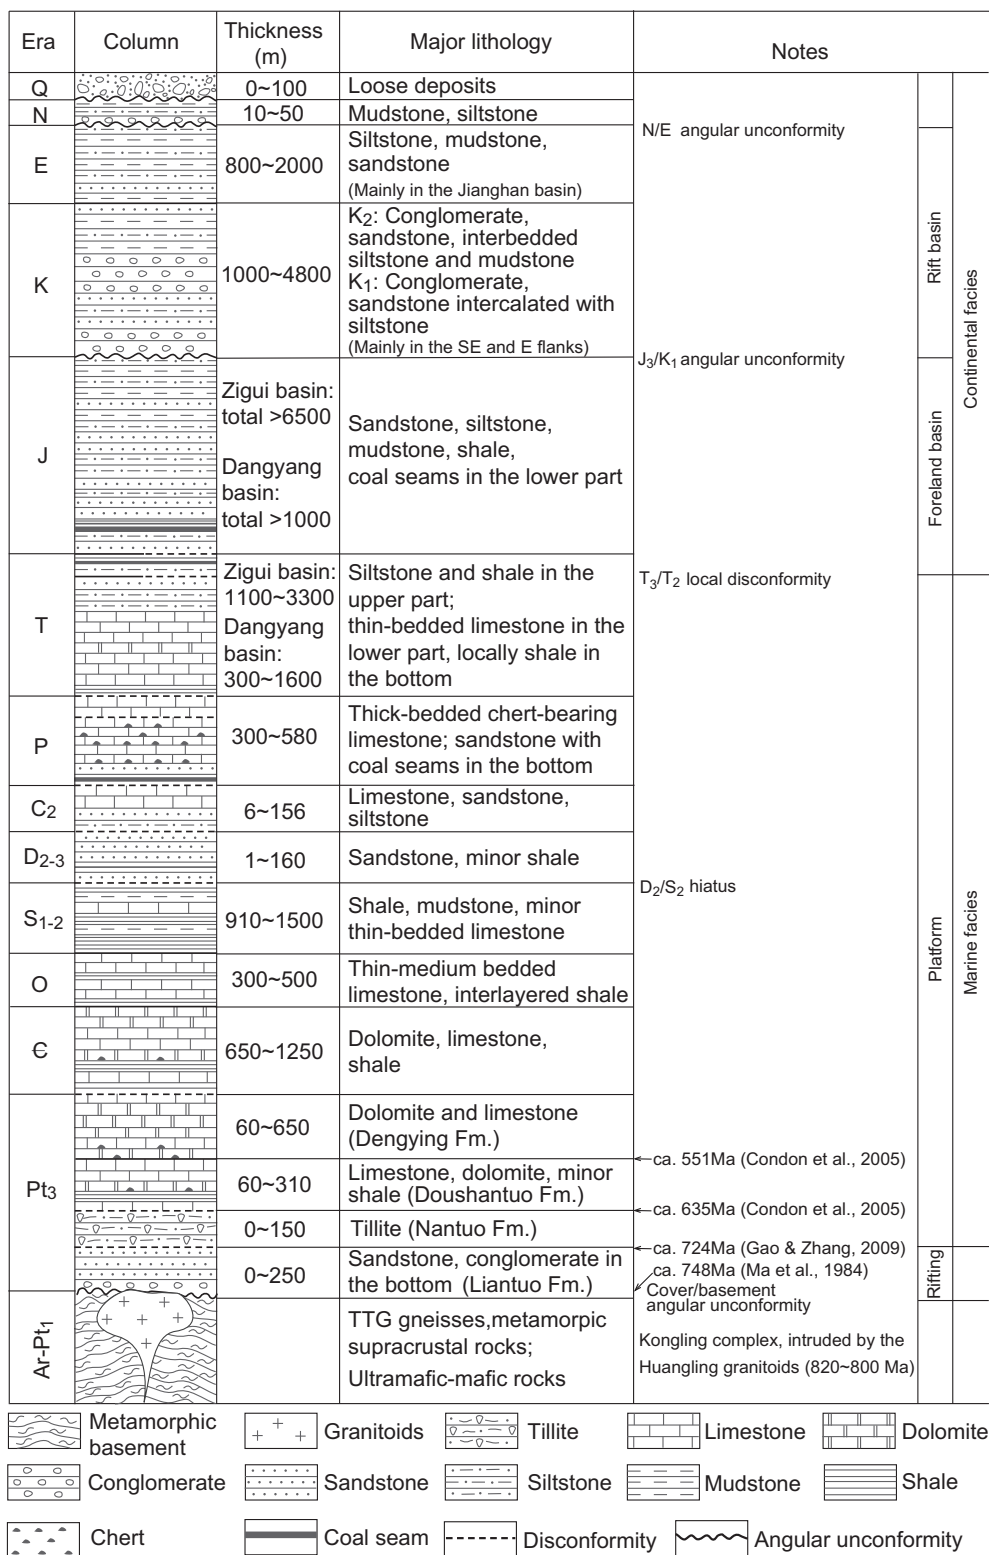 Era
Column
Thickness
(m)
Major lithology
Notes
Q
0~100
Loose deposits
N
10~50
Mudstone, siltstone
N/E angular unconformity
E
800~2000
Siltstone, mudstone,
sandstone
(Mainly in the Jianghan basin)
K
1000~4800
K2: Conglomerate,
sandstone, interbedded
siltstone and mudstone
K1: Conglomerate,
sandstone intercalated with
siltstone
(Mainly in the SE and E flanks)
Rift basin
Continental facies
J3/K1 angular unconformity
J
Zigui basin:
total >6500
Dangyang
basin:
total >1000
Sandstone, siltstone,
mudstone, shale,
coal seams in the lower part
Foreland basin
T
Zigui basin:
1100~3300
Dangyang
basin:
300~1600
Siltstone and shale in the
upper part;
thin-bedded limestone in the
lower part, locally shale in
the bottom
T3/T2 local disconformity
P
300~580
Thick-bedded chert-bearing
limestone; sandstone with
coal seams in the bottom
C2
6~156
Limestone, sandstone,
siltstone
D2-3
1~160
Sandstone, minor shale
D2/S2 hiatus
S1-2
910~1500
Shale, mudstone, minor
thin-bedded limestone
Platform
Marine facies
O
300~500
Thin-medium bedded
limestone, interlayered shale
Є
650~1250
Dolomite, limestone,
shale
Pt3
60~650
Dolomite and limestone
(Dengying Fm.)
ca. 551Ma (Condon et al., 2005)
60~310
Limestone, dolomite, minor
shale (Doushantuo Fm.)
ca. 635Ma (Condon et al., 2005)
0~150
Tillite (Nantuo Fm.)
ca. 724Ma (Gao & Zhang, 2009)
0~250
Sandstone, conglomerate in
the bottom (Liantuo Fm.)
ca. 748Ma (Ma et al., 1984)
Cover/basement
angular unconformity
Rifting
Ar-Pt1
TTG gneisses,metamorpic
supracrustal rocks;
Ultramafic-mafic rocks
Kongling complex, intruded by the
Huangling granitoids (820~800 Ma)
Metamorphic
basement
Granitoids
Tillite
Limestone
Dolomite
Conglomerate
Sandstone
Siltstone
Mudstone
Shale
Chert
Coal seam
Disconformity
Angular unconformity